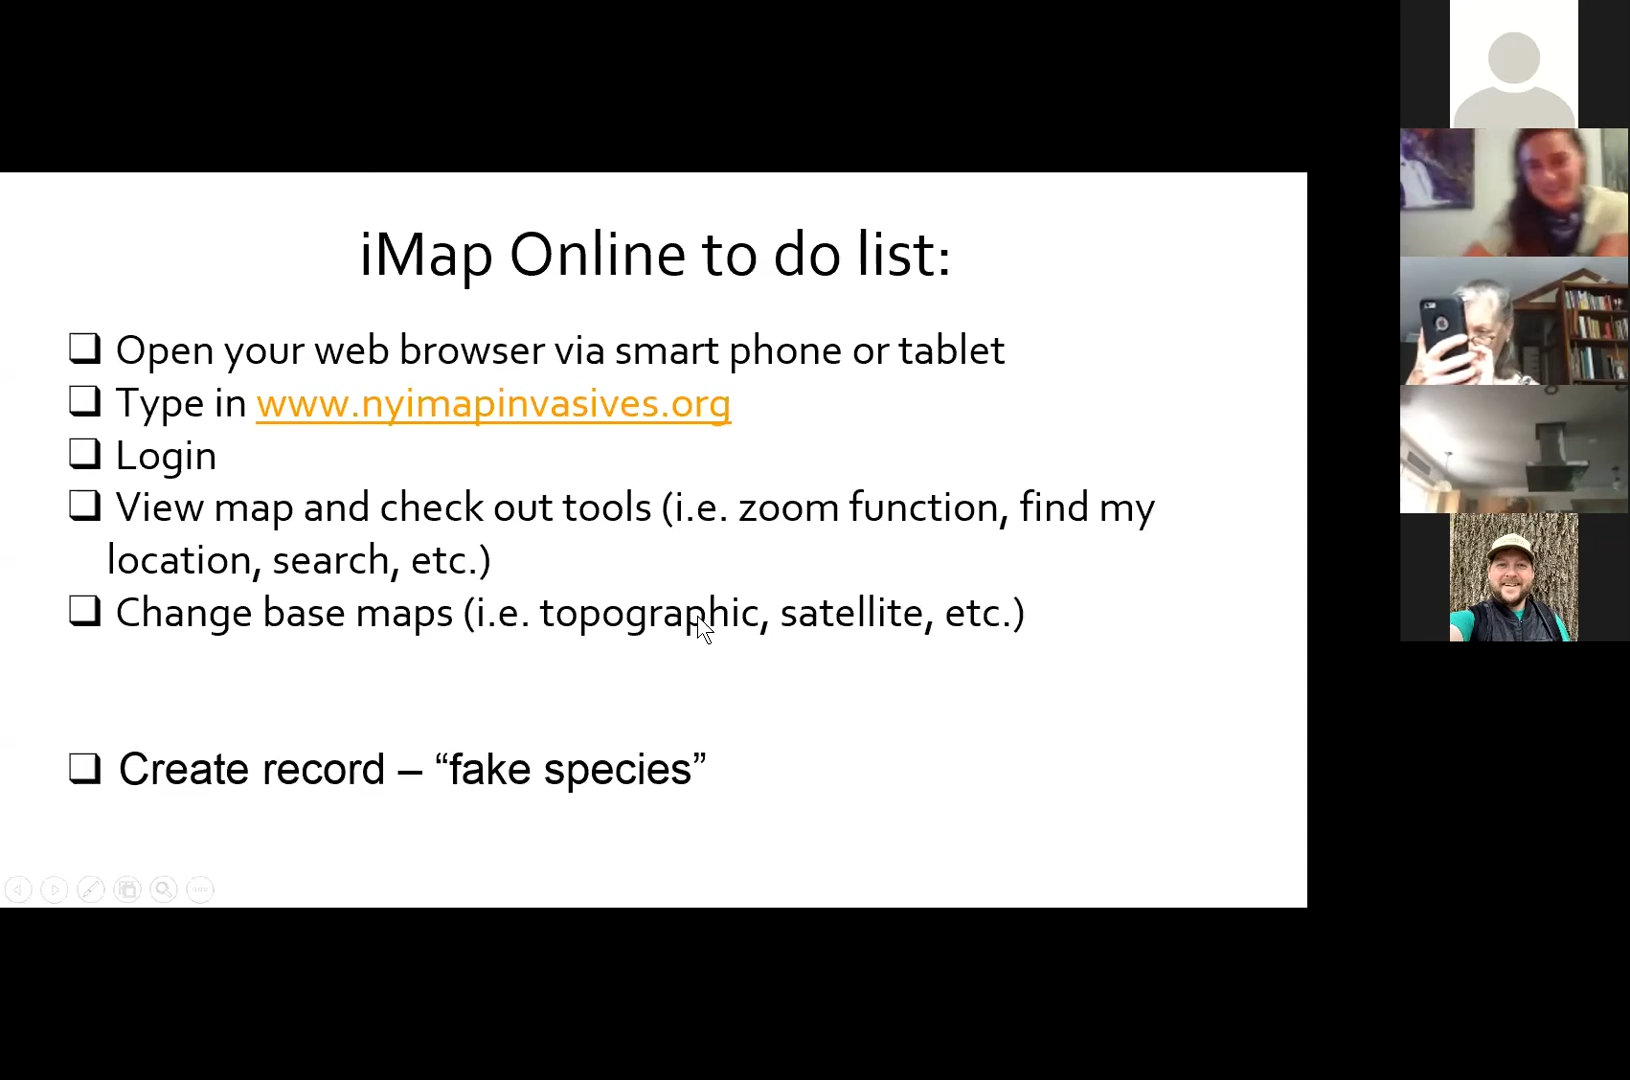 iMap Online to do list:
❑ Open your web browser via smart phone or tablet
❑ Type in www.nyimapinvasives.org
❑ Login
❑ View map and check out tools (i.e. zoom function, find my
location, search, etc.)
❑ Change base maps (i.e. topographic, satellite, etc.)
❑ Create record – “fake species”